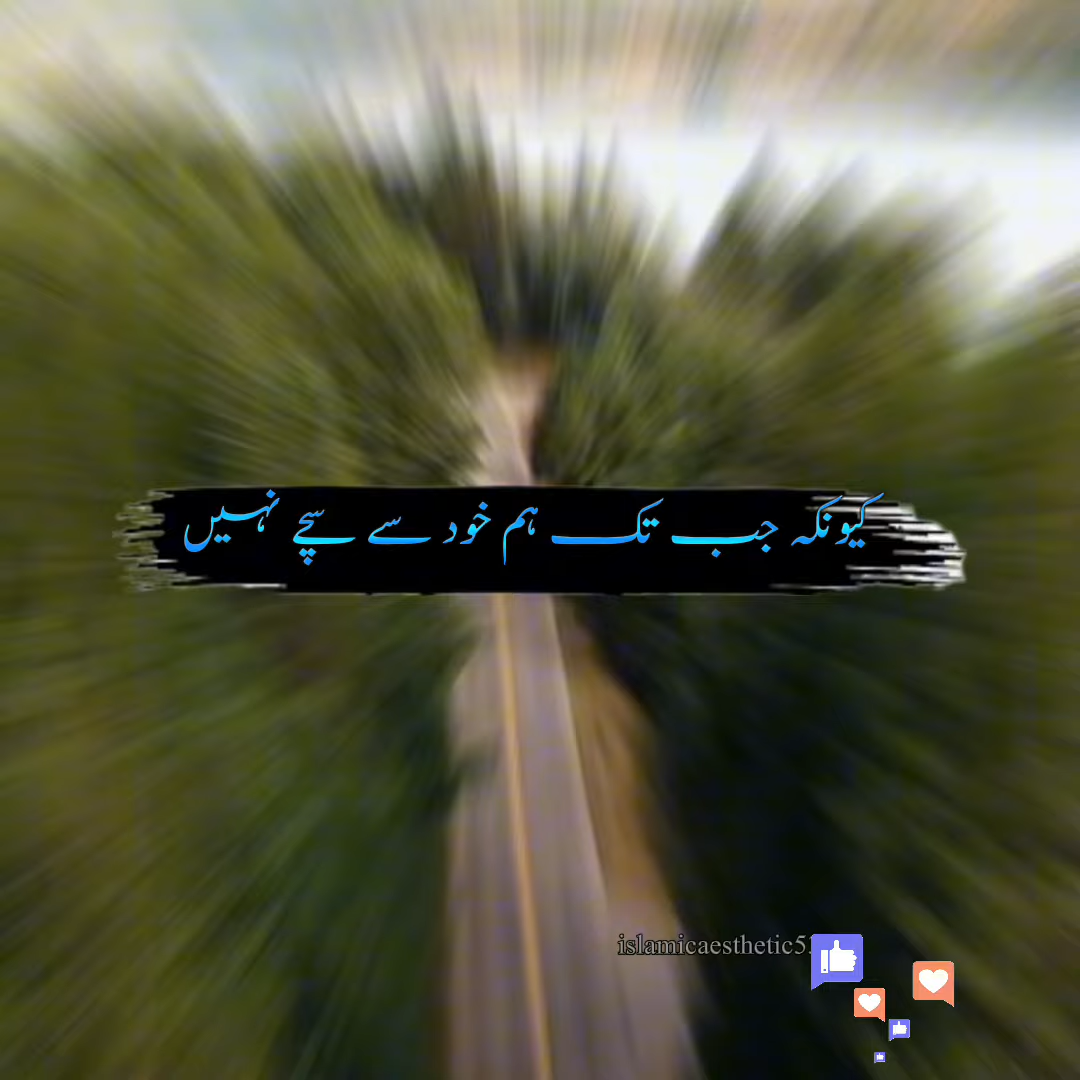 کیونکہ جب تک ہم خود سے سچے نہیں
islamicaesthetic5